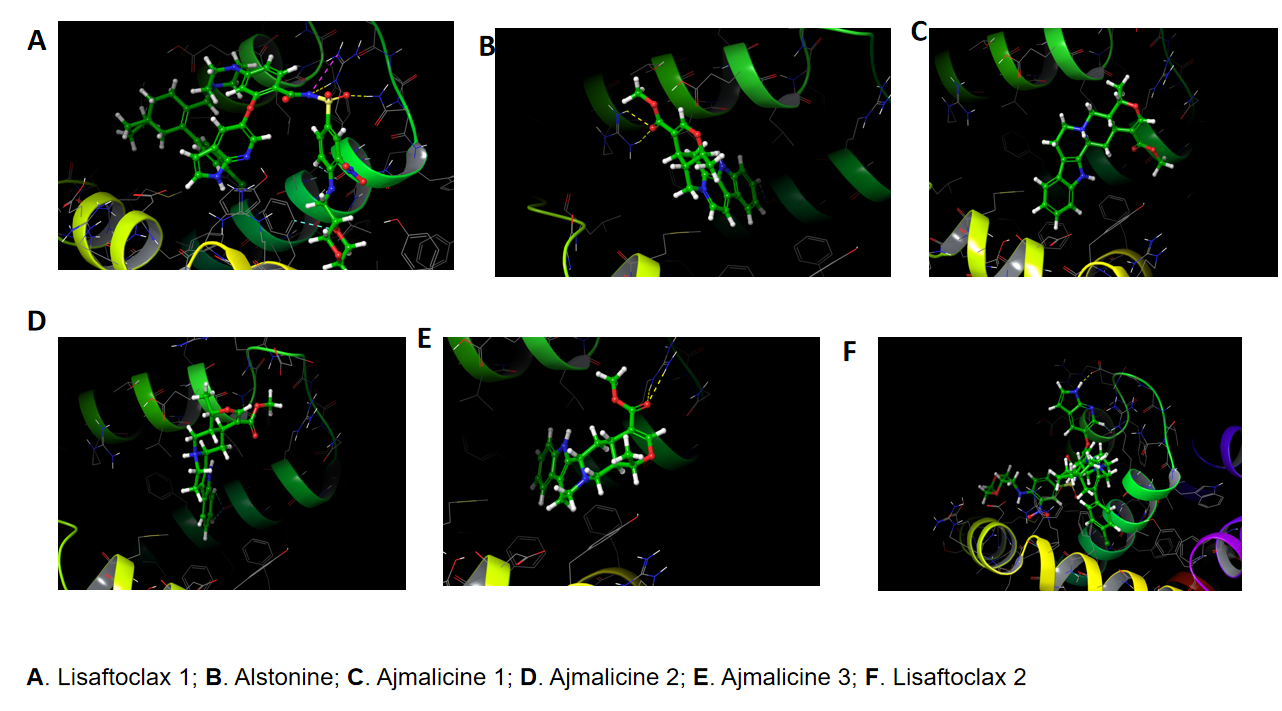 A
B
C
D
E
F
A. Lisaftoclax 1; B. Alstonine; C. Ajmalicine 1; D. Ajmalicine 2; E. Ajmalicine 3; F. Lisaftoclax 2